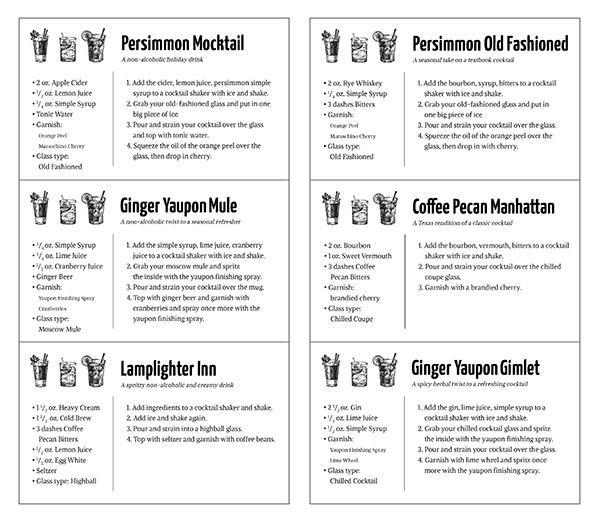 Persimmon Mocktail
A non-alcoholic holiday drink
• 2 oz. Apple Cider
• 1/2 oz. Lemon Juice
• 3/4 oz. Simple Syrup
• Tonic Water
• Garnish:
Orange Peel
Maraschino Cherry
• Glass type:
Old Fashioned
1. Add the cider, lemon juice, persimmon simple
syrup to a cocktail shaker with ice and shake.
2. Grab your old-fashioned glass and put in one
big piece of ice
3. Pour and strain your cocktail over the glass
and top with tonic water.
4. Squeeze the oil of the orange peel over the
glass, then drop in cherry.
Ginger Yaupon Mule
A non-alcoholic twist to a seasonal refresher
• 3/4 oz. Simple Syrup
• 1/2 oz. Lime Juice
• 1/2 oz. Cranberry Juice
• Ginger Beer
• Garnish:
Yaupon Finishing Spray
Cranberries
• Glass type:
Moscow Mule
1. Add the simple syrup, lime juice, cranberry
juice to a cocktail shaker with ice and shake.
2. Grab your moscow mule and spritz
the inside with the yaupon finishing spray.
3. Pour and strain your cocktail over the mug.
4. Top with ginger beer and garnish with
cranberries and spray once more with the
yaupon finishing spray.
Lamplighter Inn
A spritzy non-alcoholic and creamy drink
• 1 1/2 oz. Heavy Cream
• 1 1/2 oz. Cold Brew
• 3 dashes Coffee
Pecan Bitters
• 1/2 oz. Lemon Juice
• 1/2 oz. Egg White
• Seltzer
• Glass type: Highball
1. Add ingredients to a cocktail shaker and shake.
2. Add ice and shake again.
3. Pour and strain into a highball glass.
4. Top with seltzer and garnish with coffee beans.
Persimmon Old Fashioned
A seasonal take on a textbook cocktail
• 2 oz. Rye Whiskey
• 1/4 oz. Simple Syrup
• 3 dashes Bitters
• Garnish:
Orange Peel
Maraschino Cherry
• Glass type:
Old Fashioned
1. Add the bourbon, syrup, bitters to a cocktail
shaker with ice and shake.
2. Grab your old-fashioned glass and put in
one big piece of ice
3. Pour and strain your cocktail over the glass.
4. Squeeze the oil of the orange peel over the
glass, then drop in with cherry.
Coffee Pecan Manhattan
A Texas rendition of a classic cocktail
• 2 oz. Bourbon
• 1 oz. Sweet Vermouth
• 3 dashes Coffee
Pecan Bitters
• Garnish:
brandied cherry
• Glass type:
Chilled Coupe
1. Add the bourbon, vermouth, bitters to a cocktail
shaker with ice and shake.
2. Pour and strain your cocktail over the chilled
coupe glass.
3. Garnish with a brandied cherry.
Ginger Yaupon Gimlet
A spicy herbal twist to a refreshing cocktail
• 2 1/2 oz. Gin
• 1/2 oz. Lime Juice
• 1/2 oz. Simple Syrup
• Garnish:
Yaupon Finishing Spray
Lime Wheel
• Glass type:
Chilled Cocktail
1. Add the gin, lime juice, simple syrup to a
cocktail shaker with ice and shake.
2. Grab your chilled cocktail glass and spritz
the inside with the yaupon finishing spray.
3. Pour and strain your cocktail over the glass.
4. Garnish with lime wheel and spritz once
more with the yaupon finishing spray.